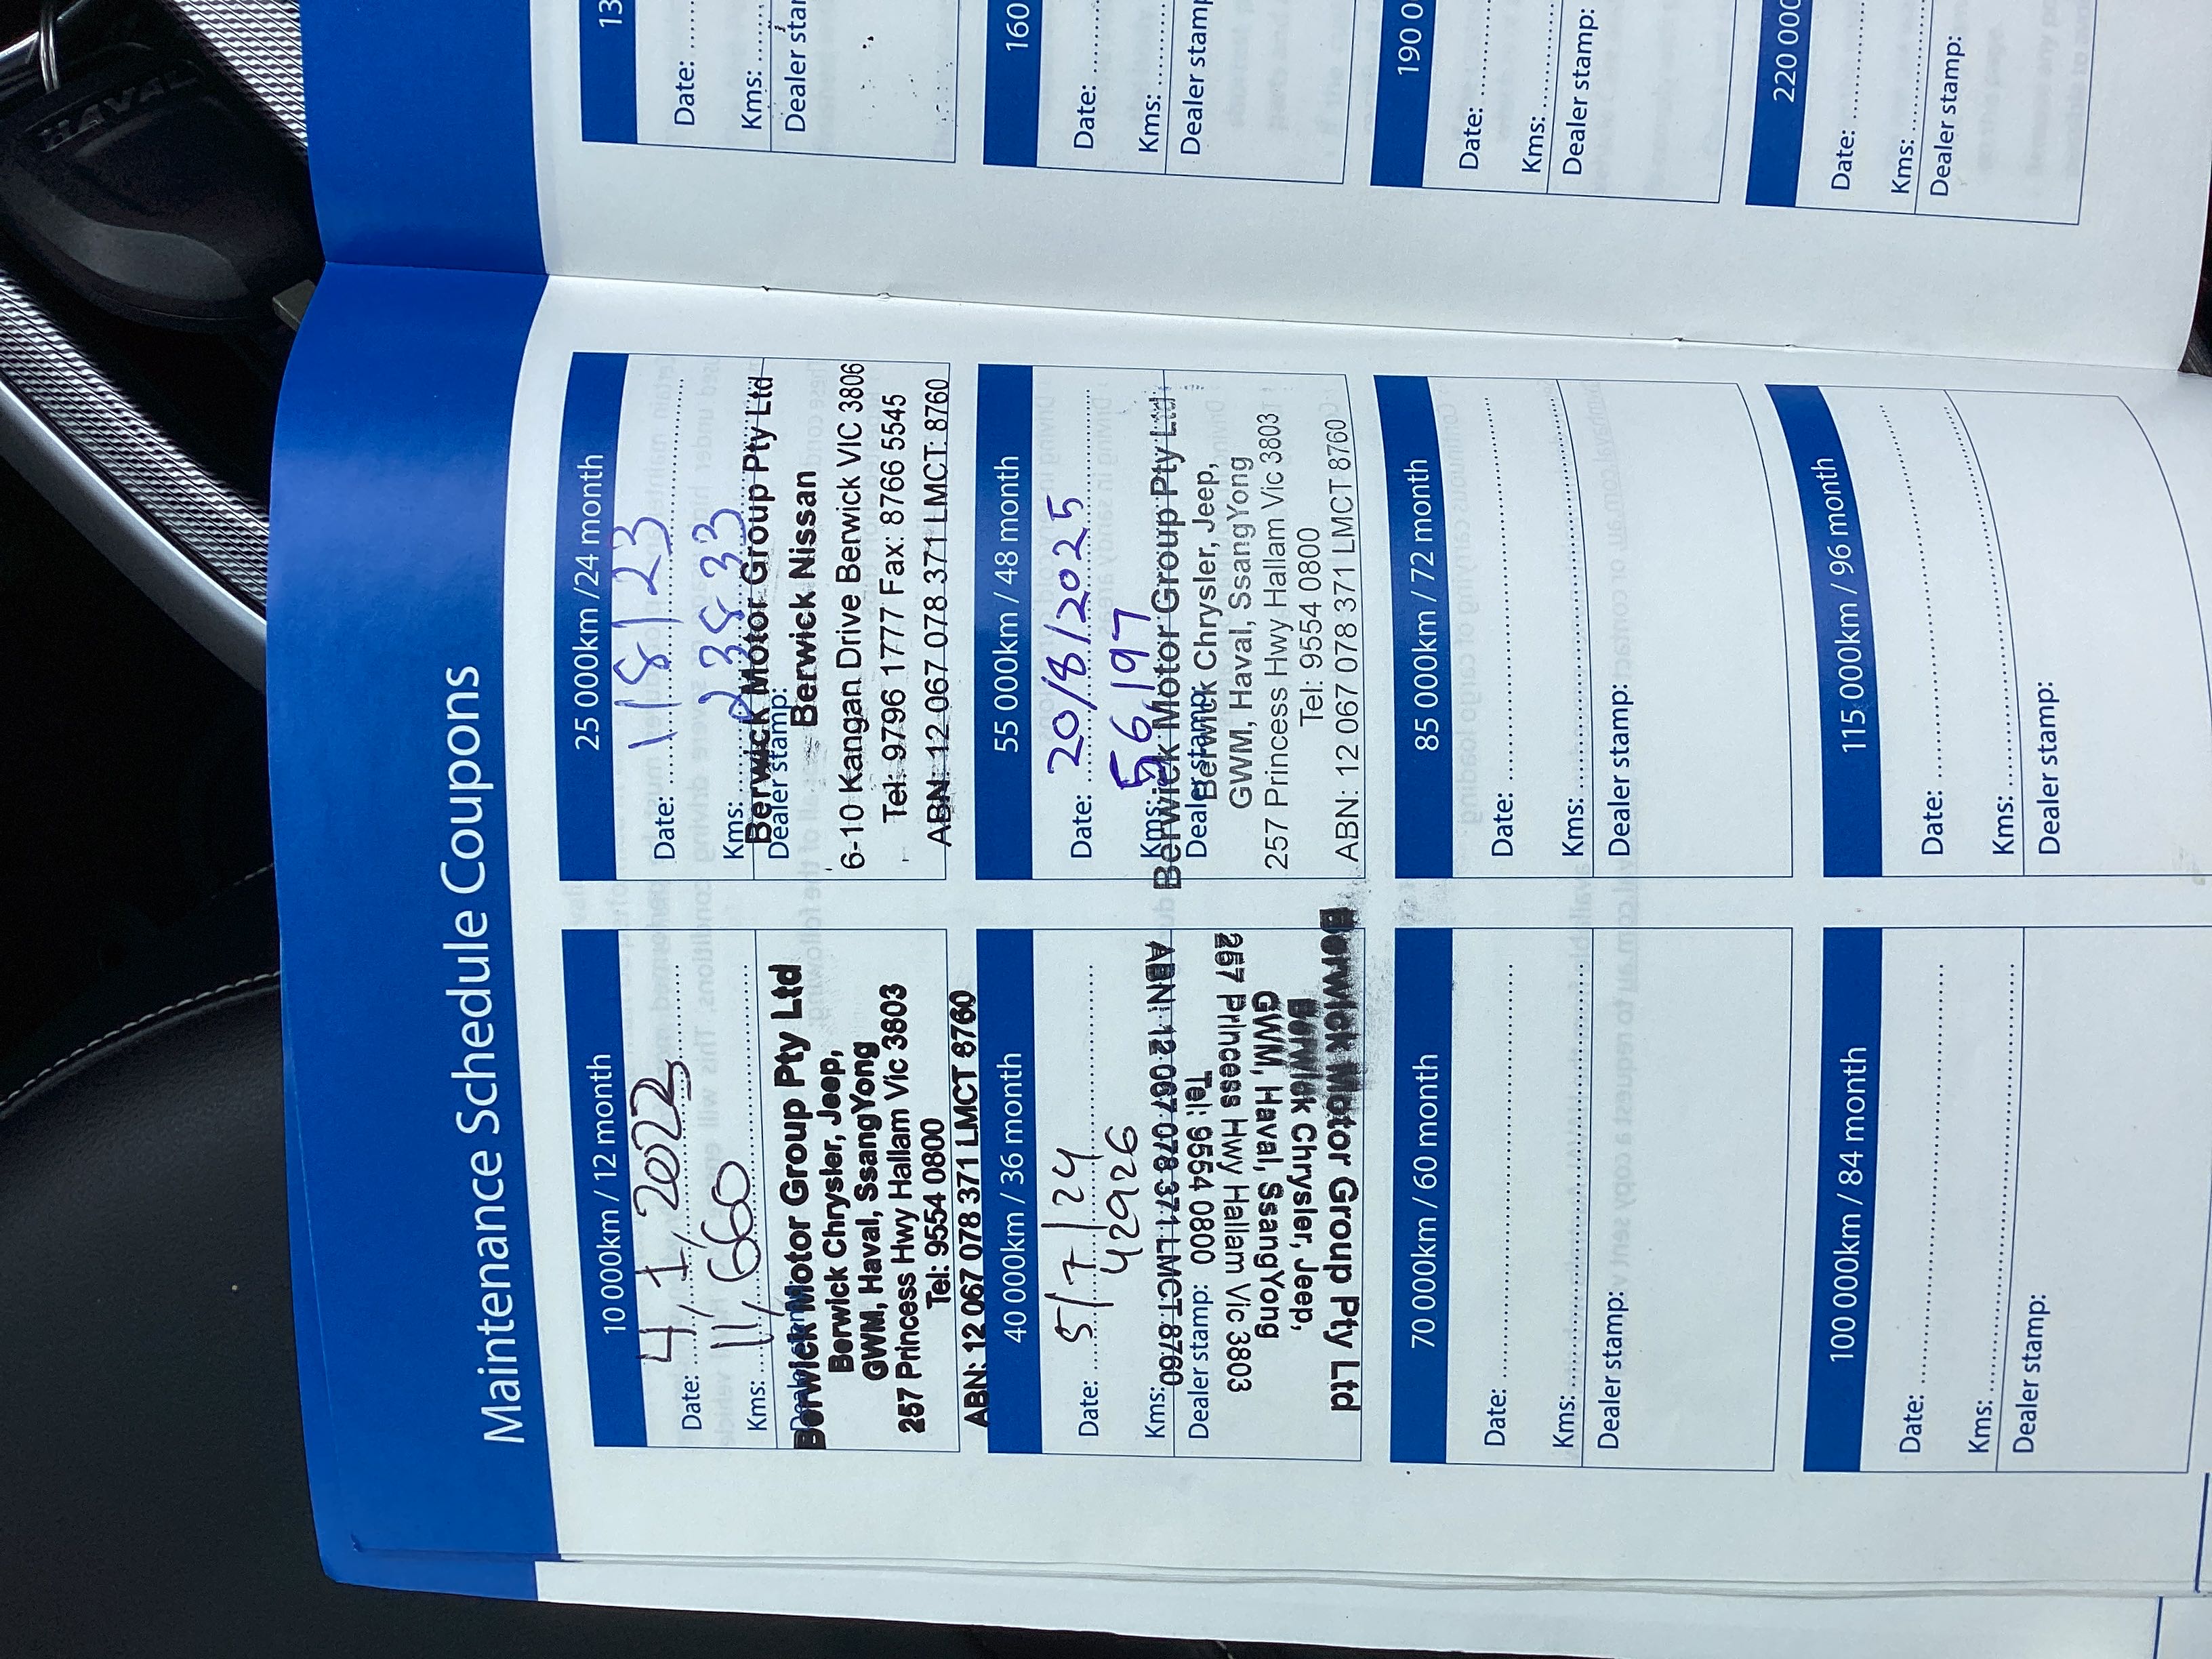 HAVAL
Maintenance Schedule Coupons
10 000km / 12 month
Date: 4/7/2022
Kms: 11,660
Berwick Motor Group Pty Ltd
Berwick Chrysler, Jeep,
GWM, Haval, SsangYong
257 Princess Hwy Hallam Vic 3803
Tel: 9554 0800
ABN: 12 067 078 371 LMCT 8760
25 000km /24 month
Date: 1/8/23
Kms: 23833
Dealer stamp:
Berwick Motor Group Pty Ltd
Berwick Nissan
6-10 Kangan Drive Berwick VIC 3806
Tel: 9796 1777 Fax: 8766 5545
ABN: 12 067 078 371 LMCT: 8760
40 000km / 36 month
Date: 5/7/24
Kms: 42926
Dealer stamp:
Berwick Motor Group Pty Ltd
Berwick Chrysler, Jeep,
GWM, Haval, SsangYong
257 Princess Hwy Hallam Vic 3803
Tel: 9554 0800
ABN: 12 067 078 371 LMCT 8760
55 000km / 48 month
Date: 20/8/2025
Kms: 56,197
Dealer stamp:
Berwick Motor Group Pty Ltd
Berwick Chrysler, Jeep,
GWM, Haval, SsangYong
257 Princess Hwy Hallam Vic 3803
Tel: 9554 0800
ABN: 12 067 078 371 LMCT 8760
70 000km / 60 month
Date:
Kms:
Dealer stamp:
85 000km / 72 month
Date:
Kms:
Dealer stamp:
100 000km / 84 month
Date:
Kms:
Dealer stamp:
115 000km / 96 month
Date:
Kms:
Dealer stamp:
13
Date:
Kms:
Dealer star
160
Date:
Kms:
Dealer stamp
190 0
Date:
Kms:
Dealer stamp:
220 000
Date:
Kms:
Dealer stamp: